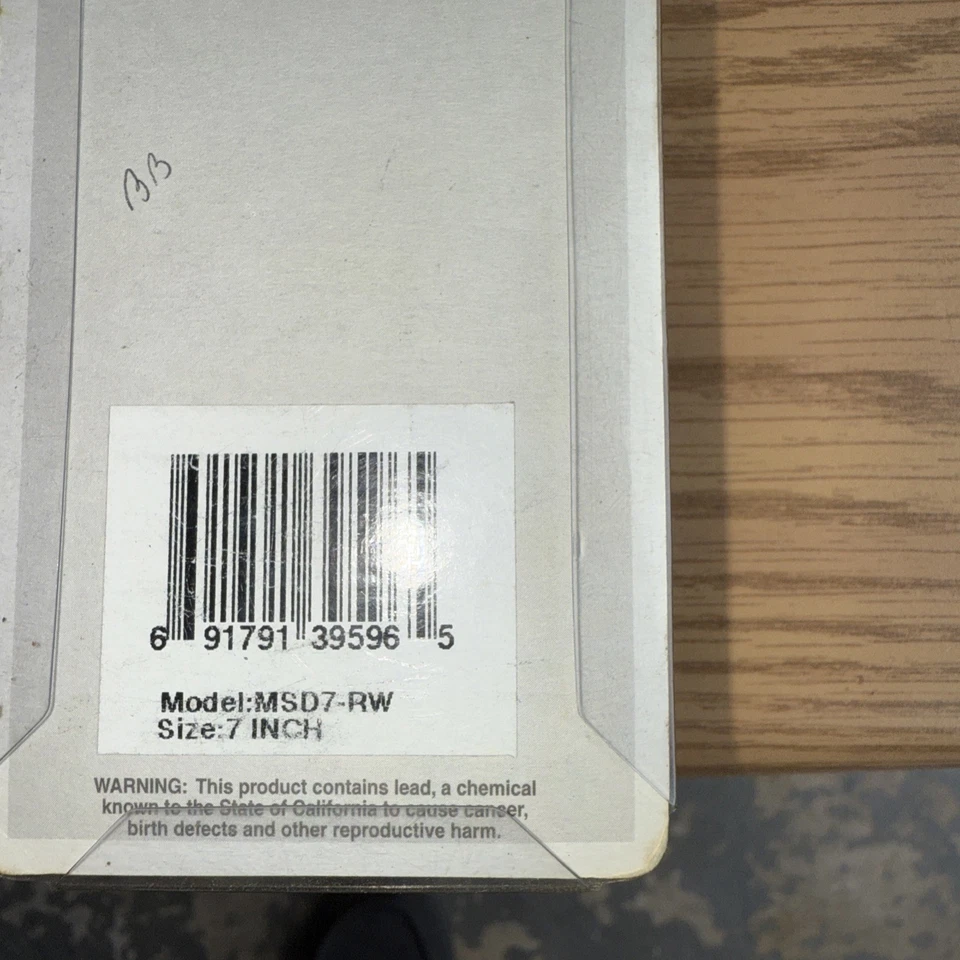 BB
6 91791 39596 5
Model:MSD7-RW
Size:7 INCH
WARNING: This product contains lead, a chemical
known to the State of California to cause cancer,
birth defects and other reproductive harm.